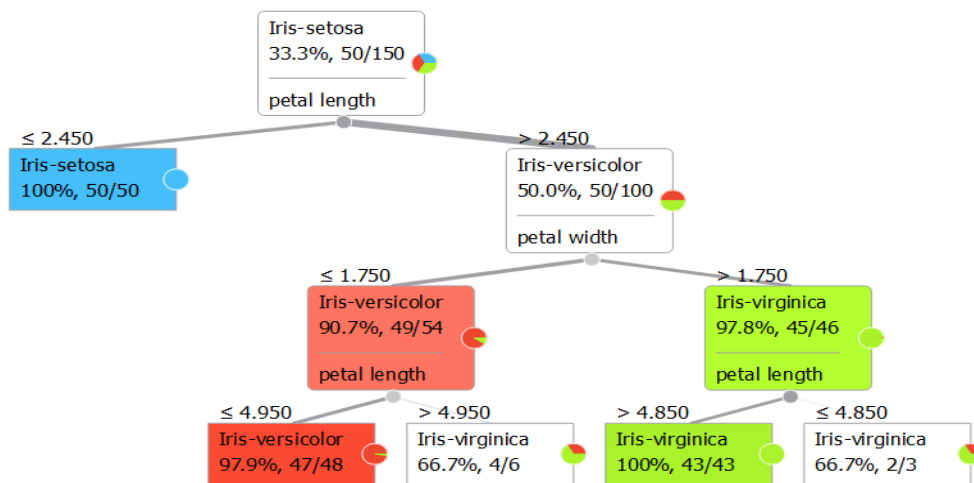 Iris-setosa
33.3%, 50/150
petal length
≤ 2.450
> 2.450
Iris-setosa
100%, 50/50
Iris-versicolor
50.0%, 50/100
petal width
≤ 1.750
> 1.750
Iris-versicolor
90.7%, 49/54
petal length
Iris-virginica
97.8%, 45/46
petal length
≤ 4.950
> 4.950
> 4.850
≤ 4.850
Iris-versicolor
97.9%, 47/48
Iris-virginica
66.7%, 4/6
Iris-virginica
100%, 43/43
Iris-virginica
66.7%, 2/3